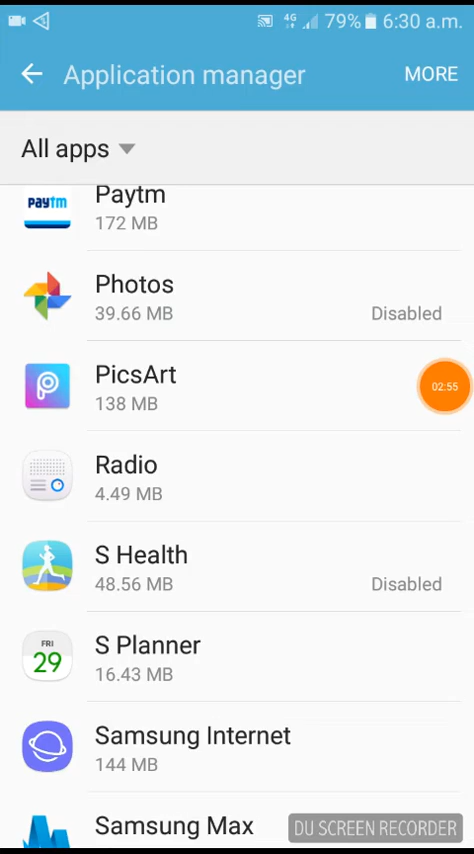 4G 79% 6:30 a.m.
Application manager MORE
All apps
paytm Paytm
172 MB
Photos
39.66 MB Disabled
PicsArt
138 MB
02:55
Radio
4.49 MB
S Health
48.56 MB Disabled
FRI
29
S Planner
16.43 MB
Samsung Internet
144 MB
Samsung Max
DU SCREEN RECORDER